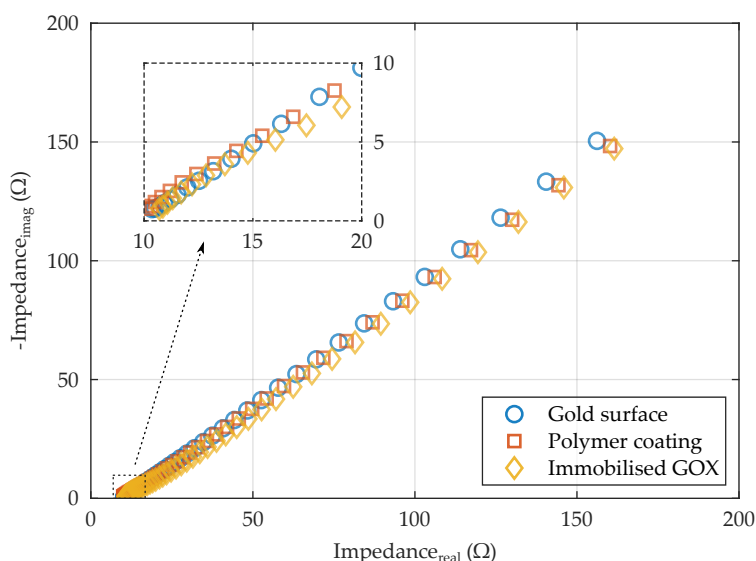 200
150
100
50
0
-Impedance_imag (Ω)
10
5
0
10 15 20
Gold surface
Polymer coating
Immobilised GOX
0 50 100 150 200
Impedance_real (Ω)